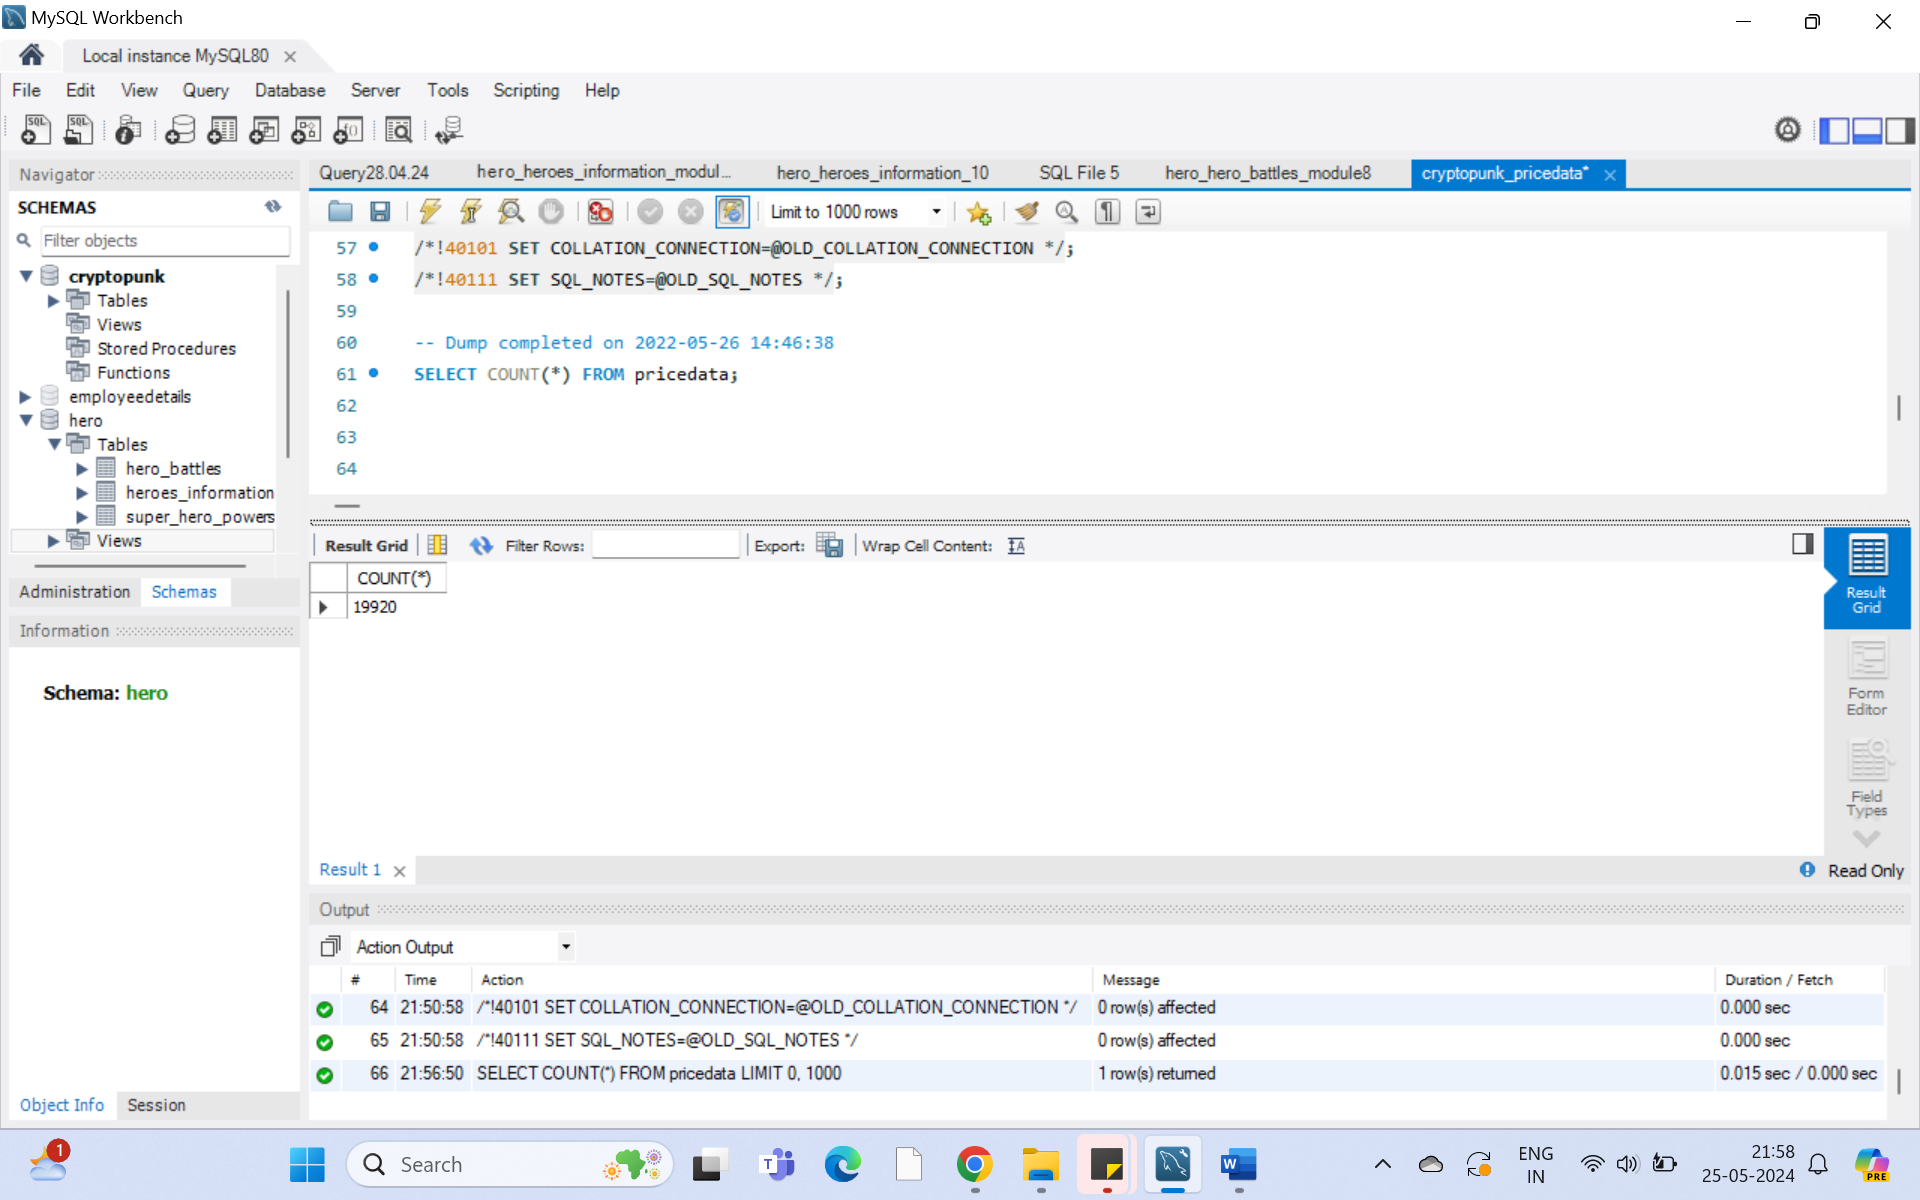 MySQL Workbench
Local instance MySQL80
File Edit View Query Database Server Tools Scripting Help
Navigator
SCHEMAS
Filter objects
cryptopunk
Tables
Views
Stored Procedures
Functions
employeedetails
hero
Tables
hero_battles
heroes_information
super_hero_powers
Views
Administration Schemas
Information
Schema: hero
Object Info Session
Query28.04.24 hero_heroes_information_modul... hero_heroes_information_10 SQL File 5 hero_hero_battles_module8 cryptopunk_pricedata*
Limit to 1000 rows
57 /*!40101 SET COLLATION_CONNECTION=@OLD_COLLATION_CONNECTION */;
58 /*!40111 SET SQL_NOTES=@OLD_SQL_NOTES */;
59
60 -- Dump completed on 2022-05-26 14:46:38
61 SELECT COUNT(*) FROM pricedata;
62
63
64
Result Grid Filter Rows: Export: Wrap Cell Content:
COUNT(*)
19920
Result
Grid
Form
Editor
Field
Types
Result 1 Read Only
Output
Action Output
# Time Action Message Duration / Fetch
64 21:50:58 /*!40101 SET COLLATION_CONNECTION=@OLD_COLLATION_CONNECTION */ 0 row(s) affected 0.000 sec
65 21:50:58 /*!40111 SET SQL_NOTES=@OLD_SQL_NOTES */ 0 row(s) affected 0.000 sec
66 21:56:50 SELECT COUNT(*) FROM pricedata LIMIT 0, 1000 1 row(s) returned 0.015 sec / 0.000 sec
1
Search
ENG
IN
21:58
25-05-2024
PRE